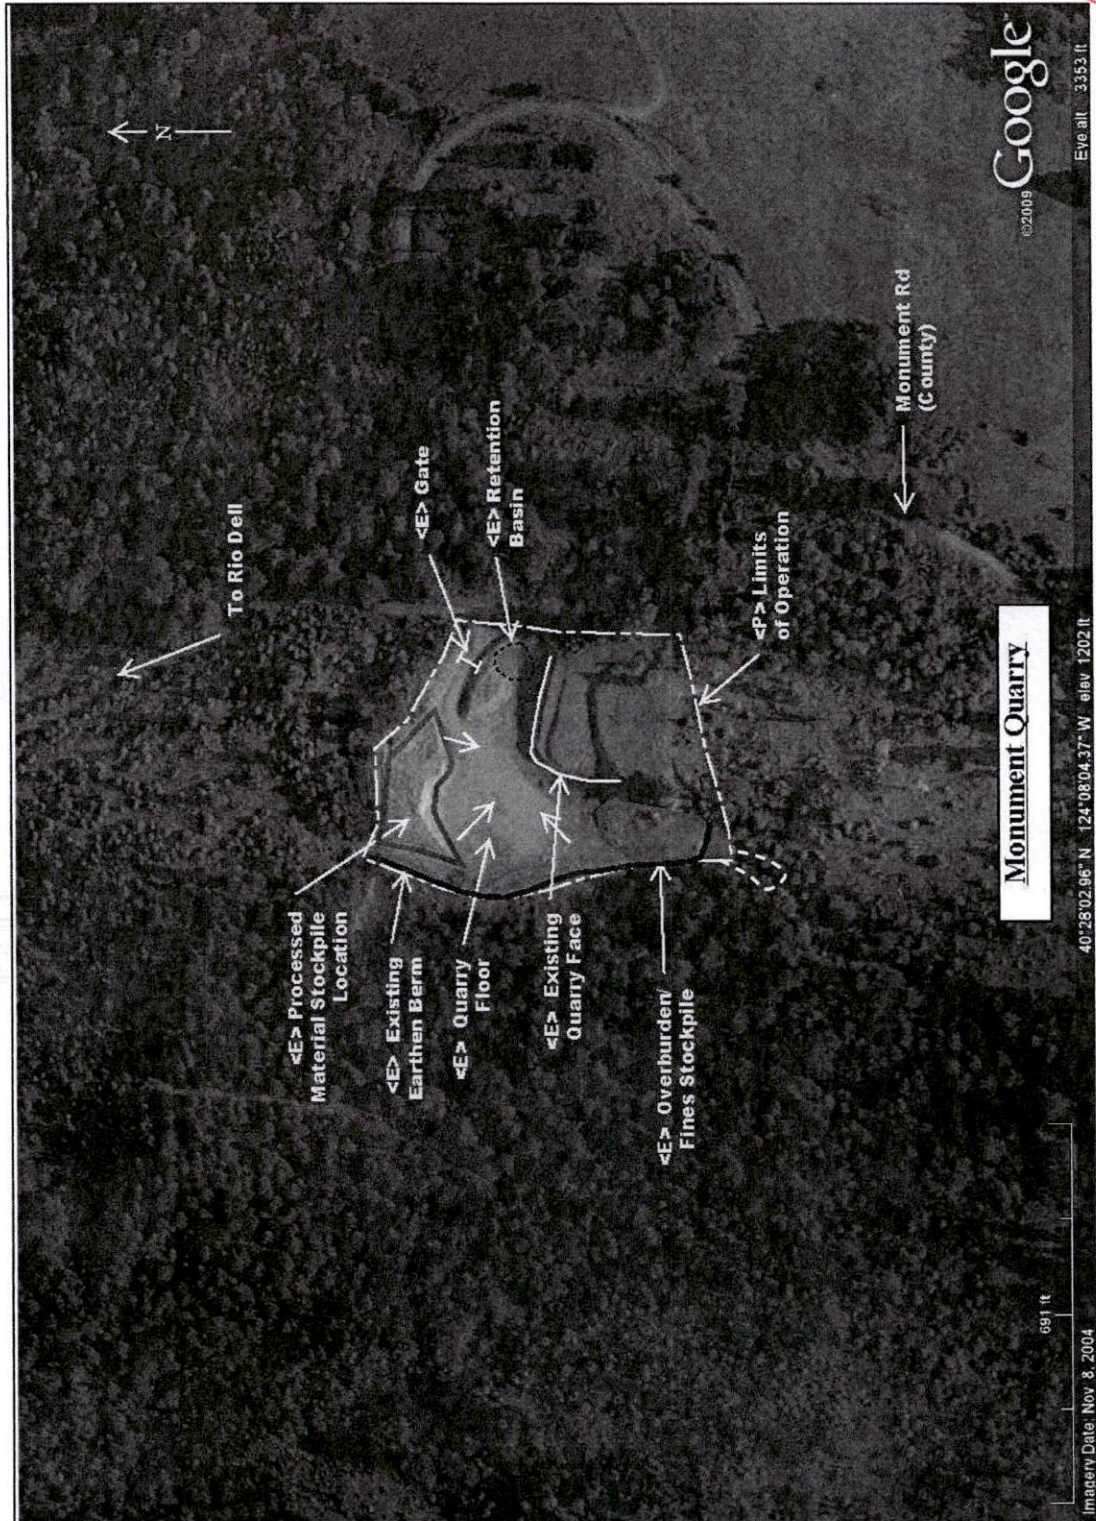 N
To Rio Dell
<E> Gate
<E> Retention
Basin
<E> Processed
Material Stockpile
Location
<E> Existing
Earthen Berm
<E> Quarry
Floor
<E> Existing
Quarry Face
<E> Overburden/
Fines Stockpile
<P> Limits
of Operation
Monument Rd
(County)
Monument Quarry
©2009 Google™
691 ft
Imagery Date: Nov 8, 2004
40°28'02.96" N 124°08'04.37" W elev 1202 ft
Eye alt 3353 ft